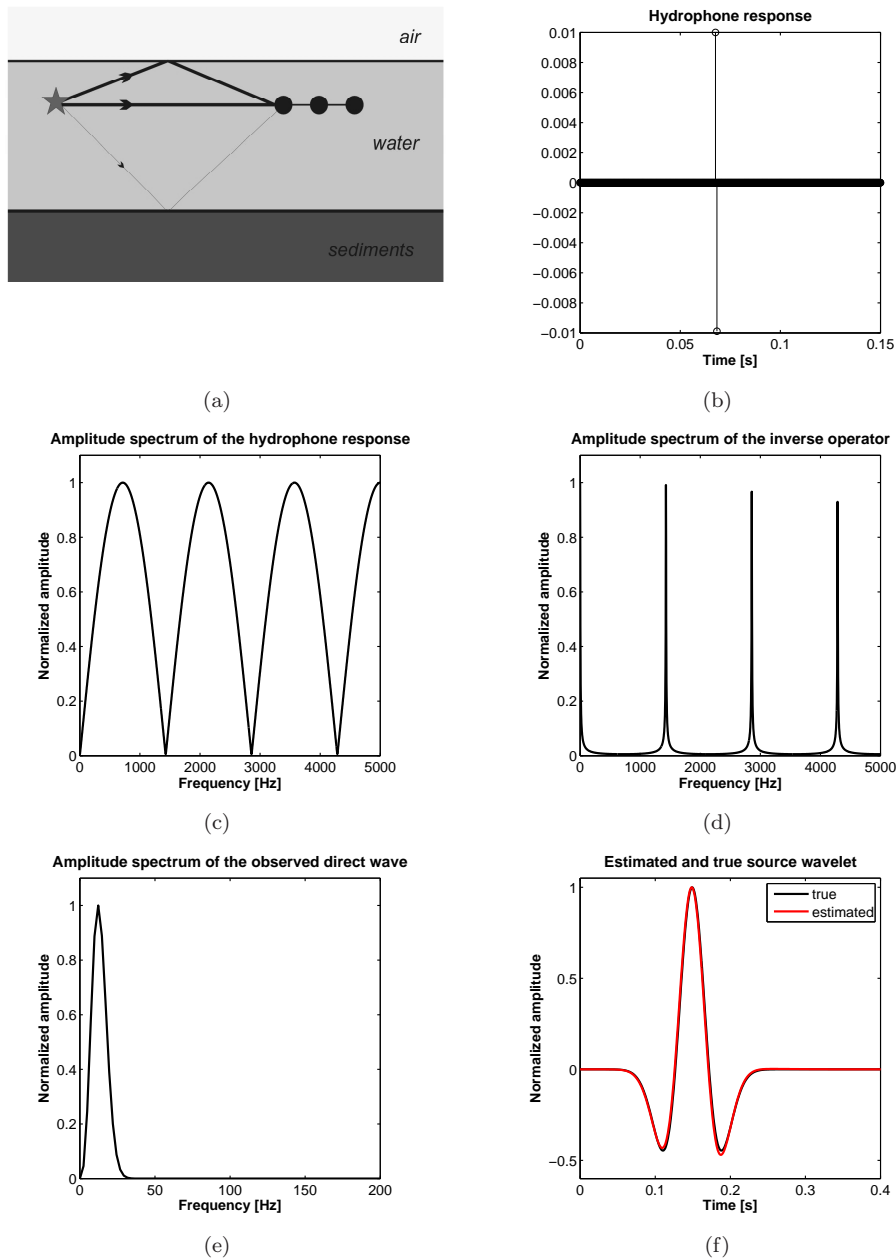 air
water
sediments
(a)
Hydrophone response
0.01
0.008
0.006
0.004
0.002
0
−0.002
−0.004
−0.006
−0.008
−0.01
0 0.05 0.1 0.15
Time [s]
(b)
Amplitude spectrum of the hydrophone response
Normalized amplitude
1
0.8
0.6
0.4
0.2
0
0 1000 2000 3000 4000 5000
Frequency [Hz]
(c)
Amplitude spectrum of the inverse operator
Normalized amplitude
1
0.8
0.6
0.4
0.2
0
0 1000 2000 3000 4000 5000
Frequency [Hz]
(d)
Amplitude spectrum of the observed direct wave
Normalized amplitude
1
0.8
0.6
0.4
0.2
0
0 50 100 150 200
Frequency [Hz]
(e)
Estimated and true source wavelet
Normalized amplitude
1
0.5
0
−0.5
true
estimated
0 0.1 0.2 0.3 0.4
Time [s]
(f)